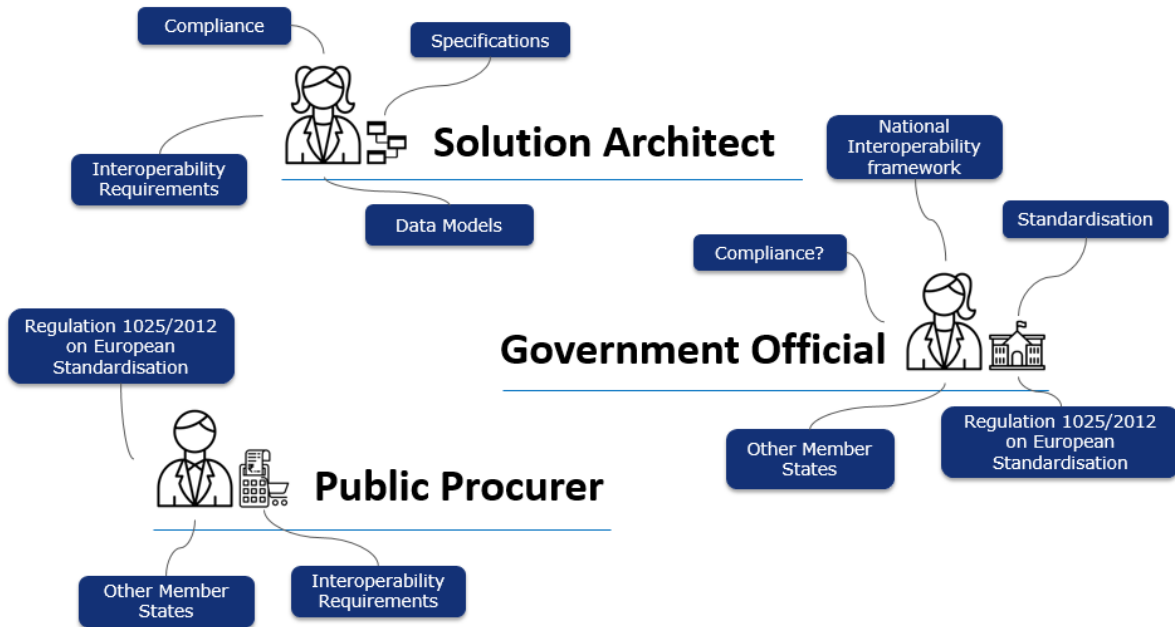 Compliance
Specifications
Solution Architect
Interoperability
Requirements
Data Models
National
Interoperability
framework
Standardisation
Compliance?
Government Official
Other Member
States
Regulation 1025/2012
on European
Standardisation
Regulation 1025/2012
on European
Standardisation
Public Procurer
Other Member
States
Interoperability
Requirements